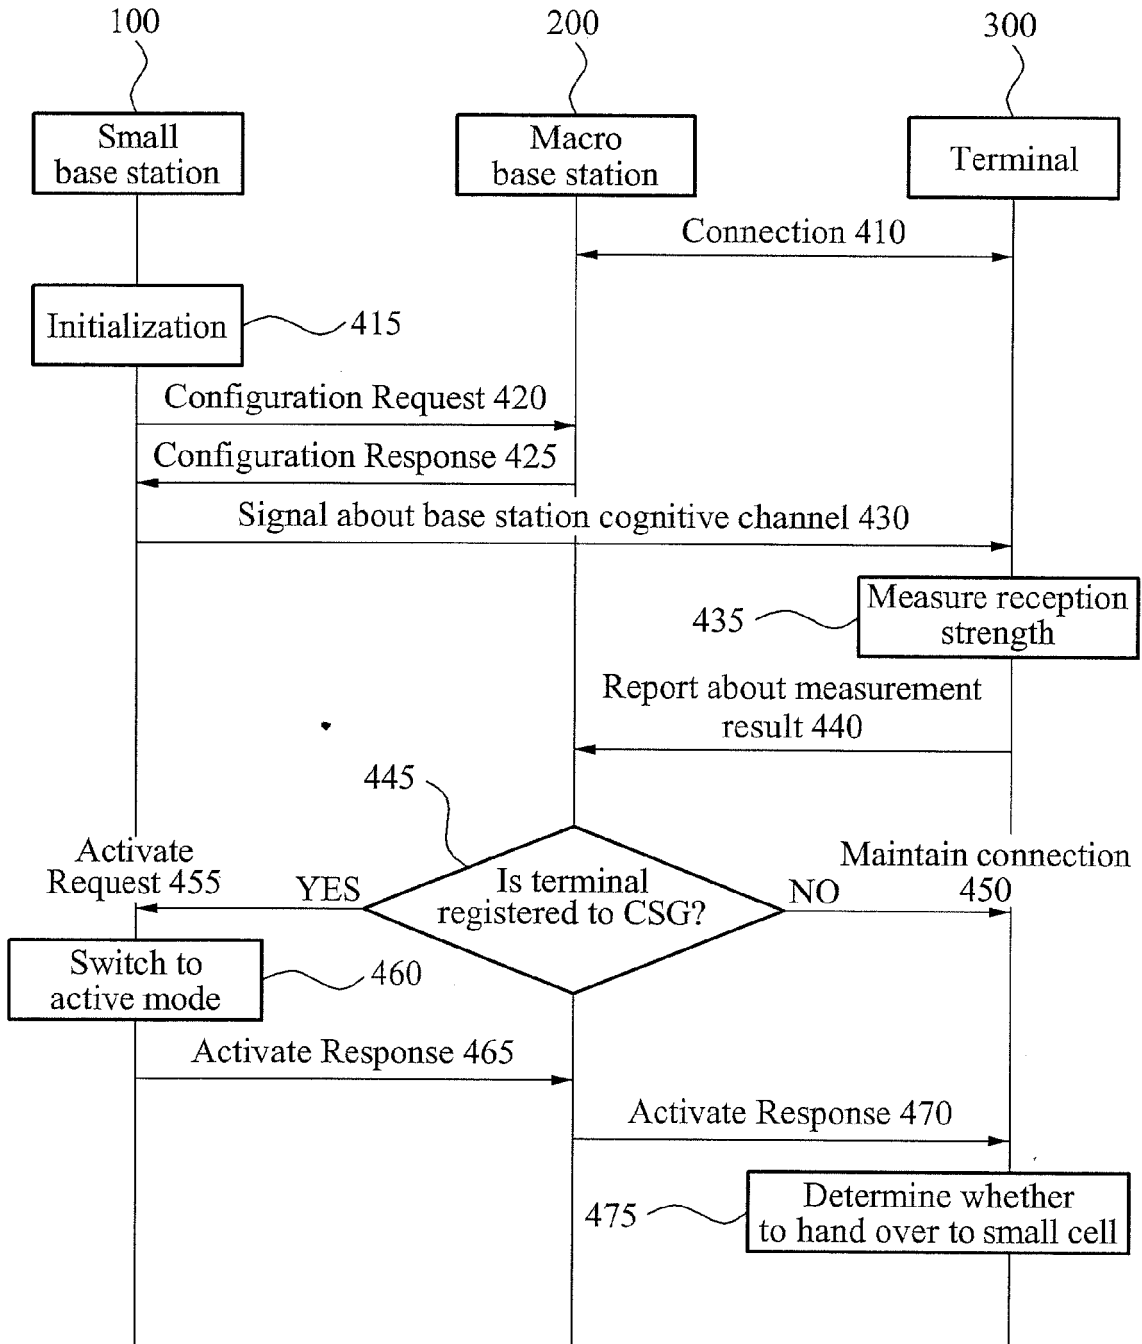 100
200
300
Small
base station
Macro
base station
Terminal
Connection 410
Initialization
415
Configuration Request 420
Configuration Response 425
Signal about base station cognitive channel 430
435
Measure reception
strength
Report about measurement
result 440
445
Activate
Request 455
YES
Is terminal
registered to CSG?
NO
Maintain connection
450
Switch to
active mode
460
Activate Response 465
Activate Response 470
475
Determine whether
to hand over to small cell